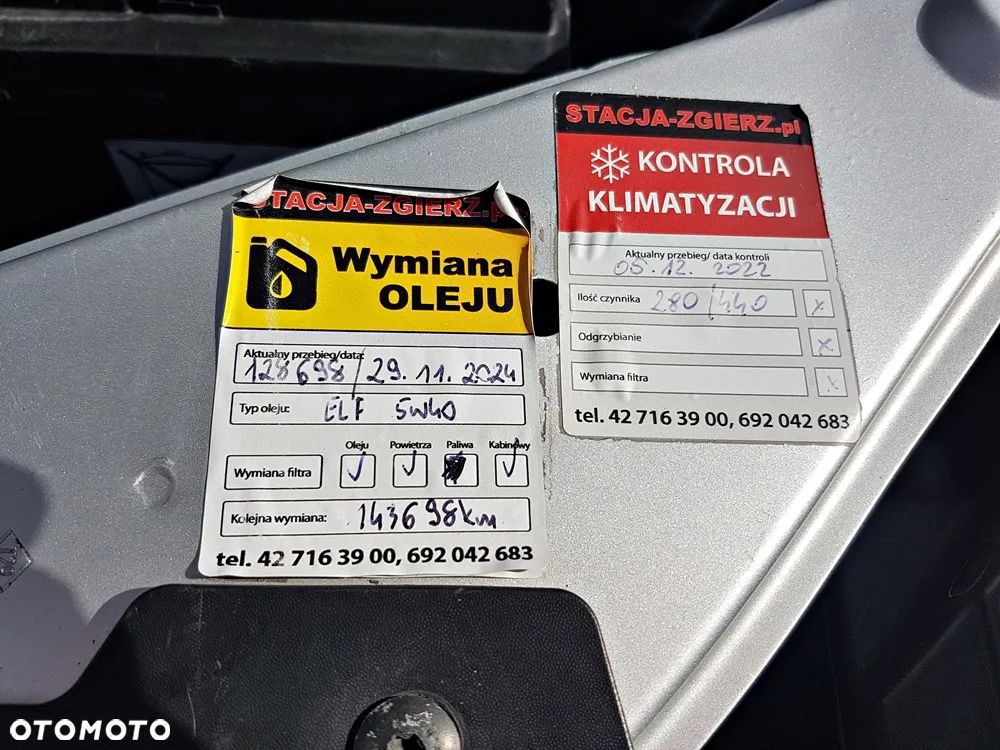 STACJA-ZGIERZ.pl
Wymiana
OLEJU
Aktualny przebieg/data:
128698/29.11.2024
Typ oleju: ELF 5W40
Oleju Powietrza Paliwa Kabinowy
Wymiana filtra
Kolejna wymiana: 143698km
tel. 42 716 39 00, 692 042 683
STACJA-ZGIERZ.pl
KONTROLA
KLIMATYZACJI
Aktualny przebieg/ data kontroli
05.12.2022
Ilość czynnika 280/440 x
Odgrzybianie x
Wymiana filtra x
tel. 42 716 39 00, 692 042 683
OTOMOTO